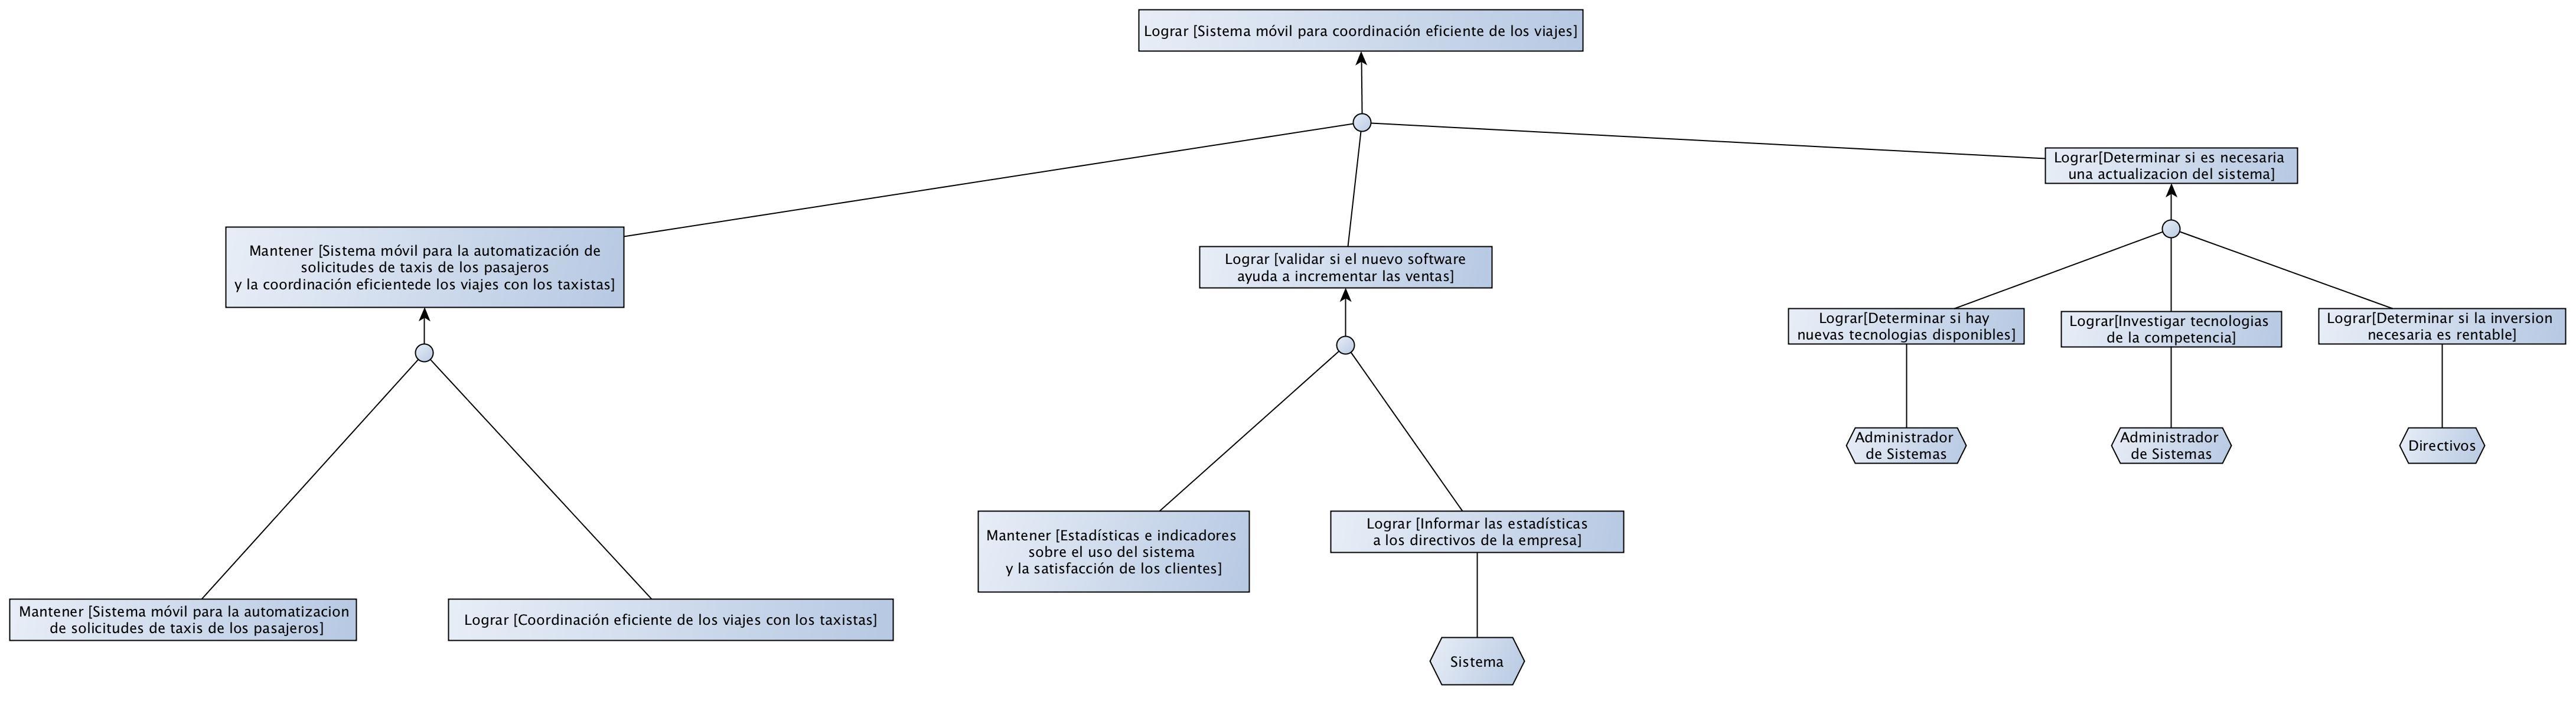 Lograr [Sistema móvil para coordinación eficiente de los viajes]
Lograr[Determinar si es necesaria
una actualizacion del sistema]
Mantener [Sistema móvil para la automatización de
solicitudes de taxis de los pasajeros
y la coordinación eficientede los viajes con los taxistas]
Lograr [validar si el nuevo software
ayuda a incrementar las ventas]
Lograr[Determinar si hay
nuevas tecnologias disponibles]
Lograr[Investigar tecnologias
de la competencia]
Lograr[Determinar si la inversion
necesaria es rentable]
Administrador
de Sistemas
Administrador
de Sistemas
Directivos
Mantener [Estadísticas e indicadores
sobre el uso del sistema
y la satisfacción de los clientes]
Lograr [Informar las estadísticas
a los directivos de la empresa]
Mantener [Sistema móvil para la automatizacion
de solicitudes de taxis de los pasajeros]
Lograr [Coordinación eficiente de los viajes con los taxistas]
Sistema